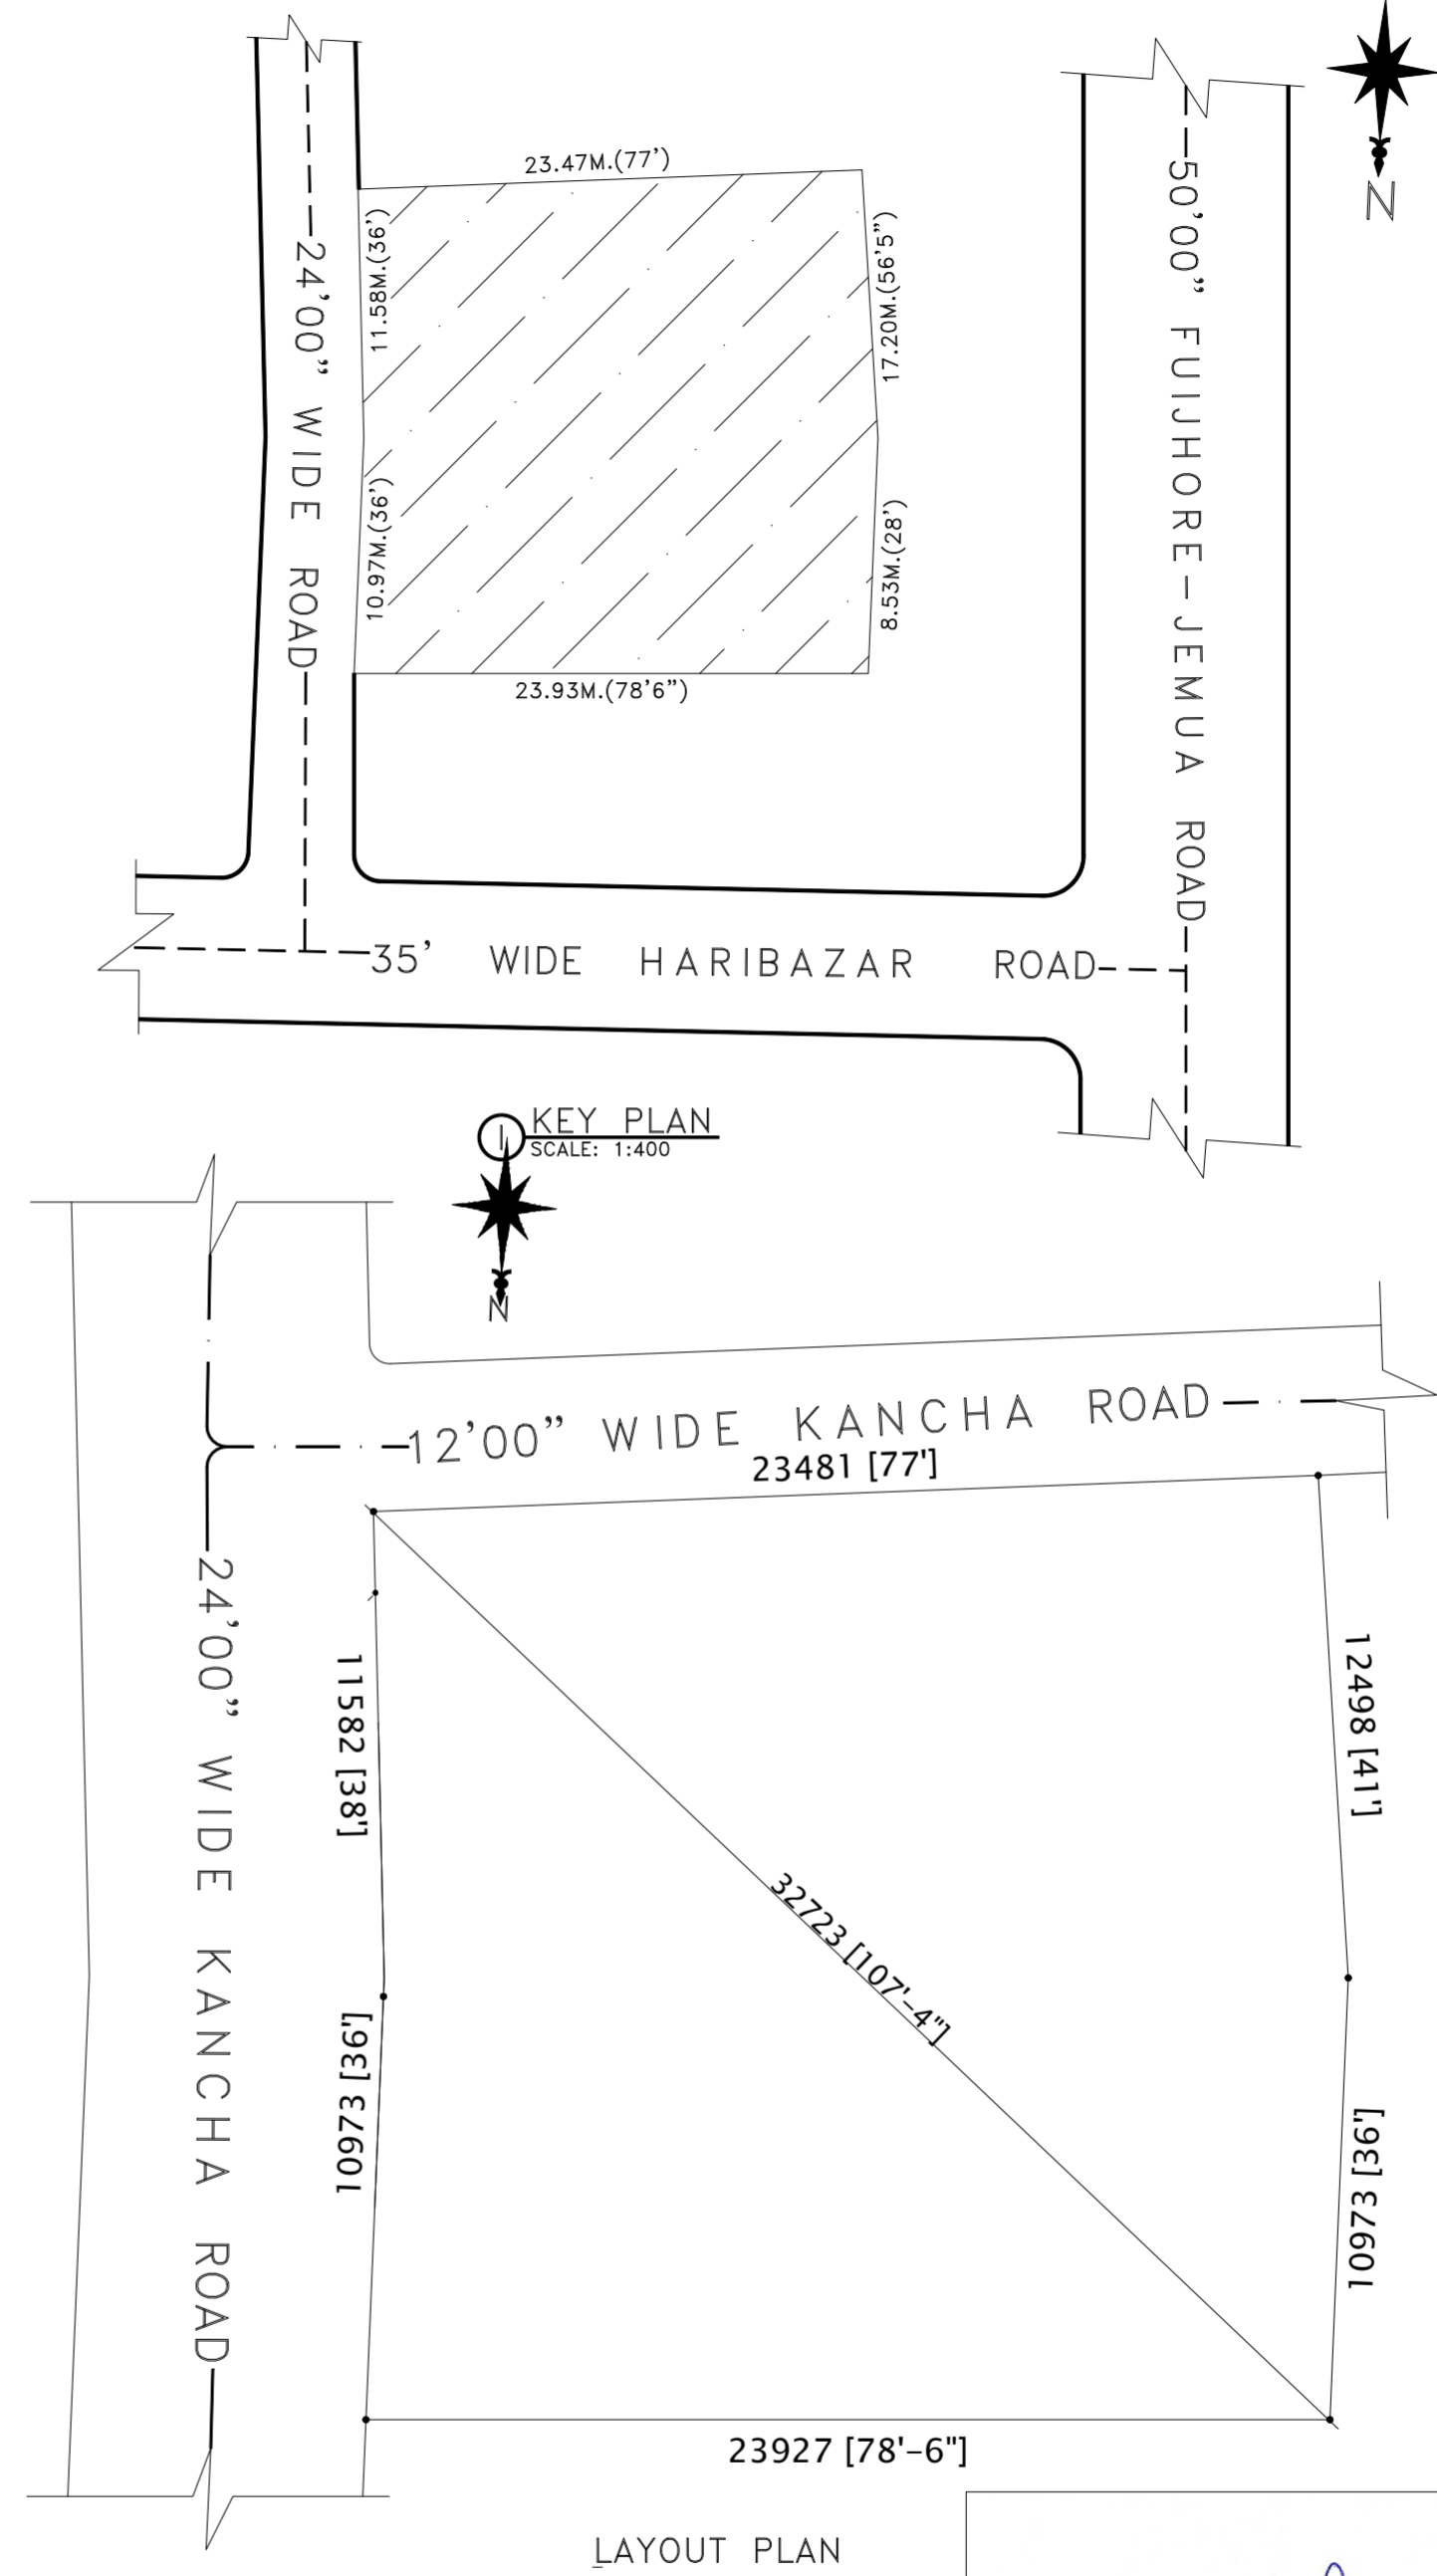 23.47M.(77')
11.58M.(36')
17.20M.(56'5")
24'00" WIDE ROAD
50'00" FUIJHORE-JEMUA ROAD
N
10.97M.(36')
8.53M.(28')
23.93M.(78'6")
35' WIDE HARIBAZAR ROAD
1
KEY PLAN
SCALE: 1:400
N
12'00" WIDE KANCHA ROAD
23481 [77']
24'00" WIDE KANCHA ROAD
11582 [38']
12498 [41']
32723 [107'-4"]
10973 [36']
10973 [36']
23927 [78'-6"]
LAYOUT PLAN